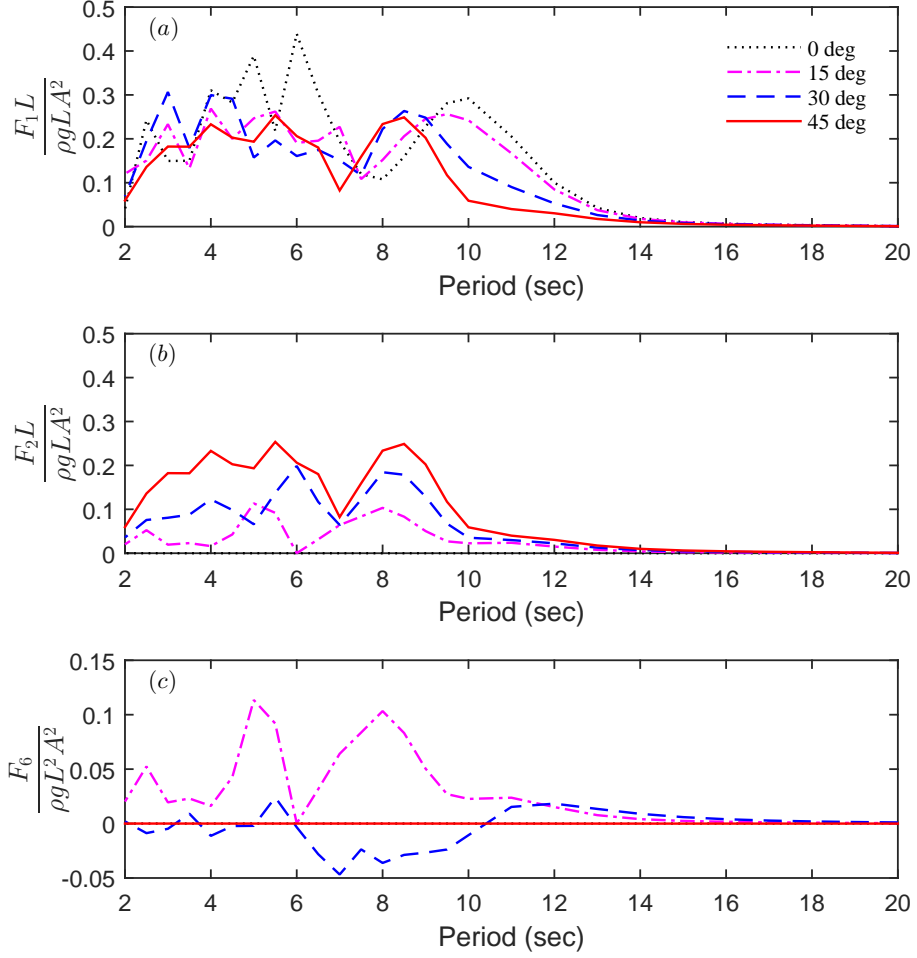 (a)
0.5
0.4
0.3
0.2
0.1
0
F₁L
ρgLA²
0 deg
15 deg
30 deg
45 deg
2 4 6 8 10 12 14 16 18 20
Period (sec)
(b)
0.5
0.4
0.3
0.2
0.1
0
F₂L
ρgLA²
2 4 6 8 10 12 14 16 18 20
Period (sec)
(c)
0.15
0.1
0.05
0
-0.05
F₆
ρgL²A²
2 4 6 8 10 12 14 16 18 20
Period (sec)